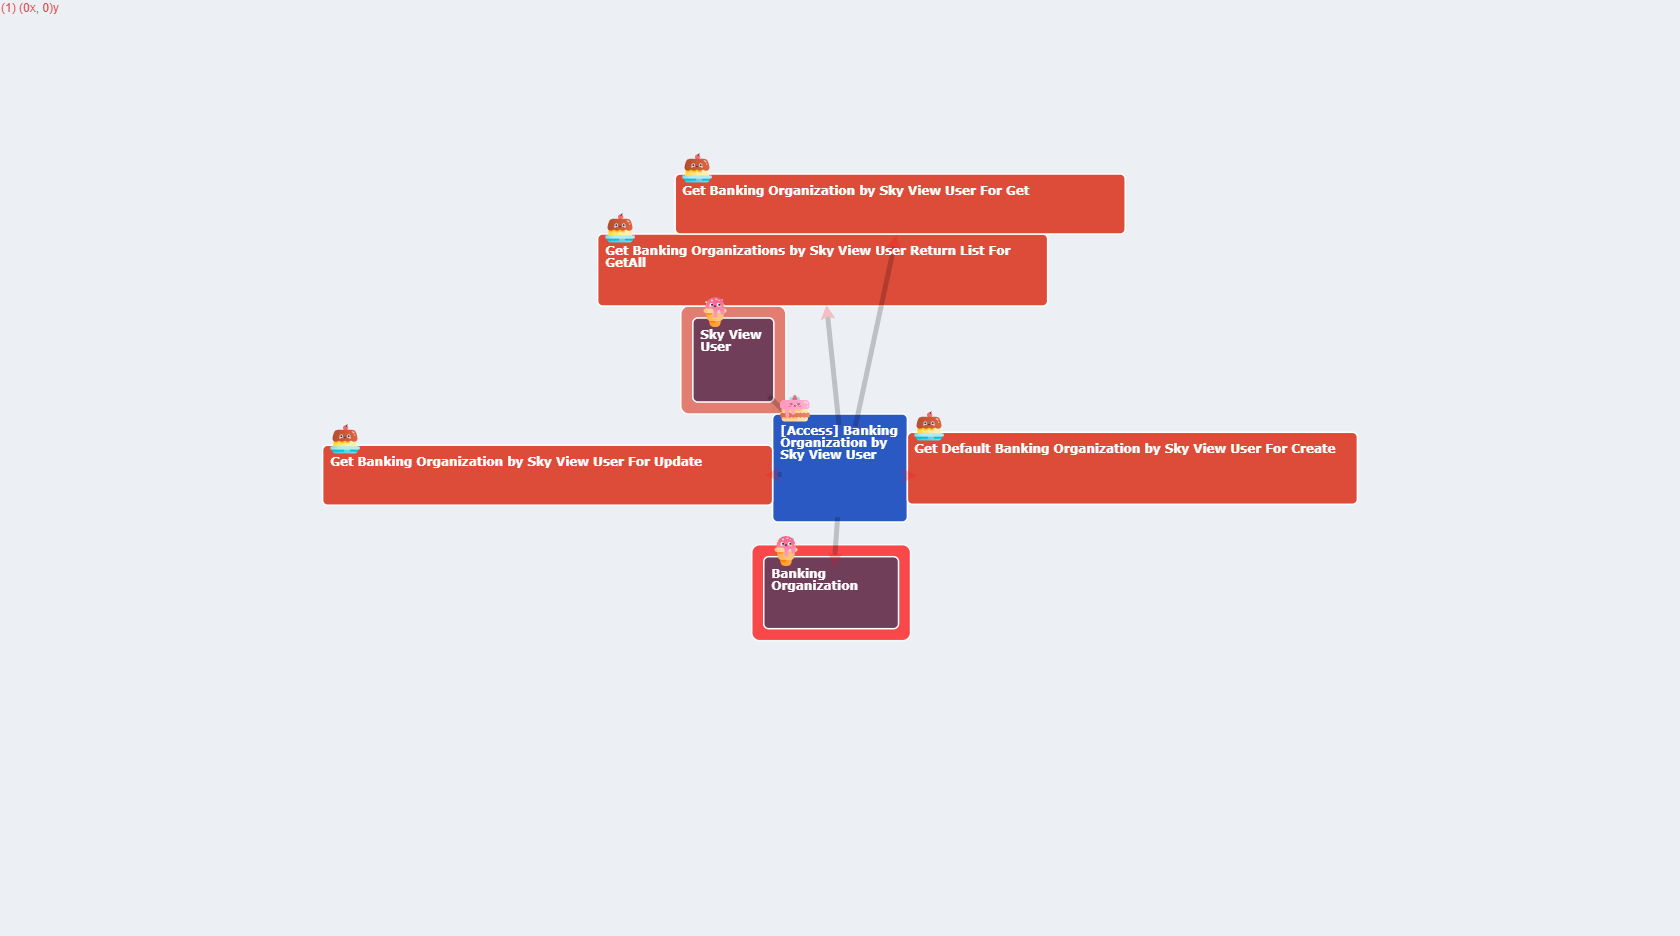 (1) (0x, 0)y
Get Banking Organization by Sky View User For Get
Get Banking Organizations by Sky View User Return List For
GetAll
Sky View
User
[Access] Banking
Organization by
Sky View User
Get Default Banking Organization by Sky View User For Create
Get Banking Organization by Sky View User For Update
Banking
Organization